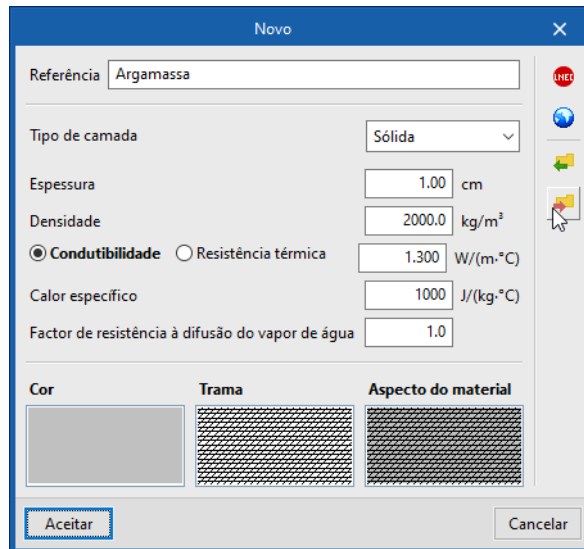 Novo
Referência Argamassa
LNEC
Tipo de camada Sólida
Espessura 1.00 cm
Densidade 2000.0 kg/m³
Condutibilidade Resistência térmica 1.300 W/(m·°C)
Calor específico 1000 J/(kg·°C)
Factor de resistência à difusão do vapor de água 1.0
Cor Trama Aspecto do material
Aceitar Cancelar